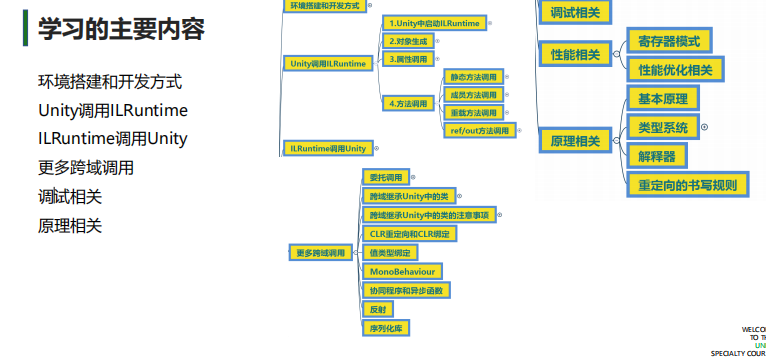 学习的主要内容
环境搭建和开发方式
Unity调用ILRuntime
ILRuntime调用Unity
更多跨域调用
调试相关
原理相关
环境搭建和开发方式
Unity调用ILRuntime
1.Unity中启动ILRuntime
2.对象生成
3.属性调用
4.方法调用
静态方法调用
成员方法调用
重载方法调用
ref/out方法调用
ILRuntime调用Unity
更多跨域调用
委托调用
跨域继承Unity中的类
跨域继承Unity中的类的注意事项
CLR重定向和CLR绑定
值类型绑定
MonoBehaviour
协同程序和异步函数
反射
序列化库
调试相关
性能相关
寄存器模式
性能优化相关
原理相关
基本原理
类型系统
解释器
重定向的书写规则
WELCO
TO TH
UN
SPECIALTY COUR